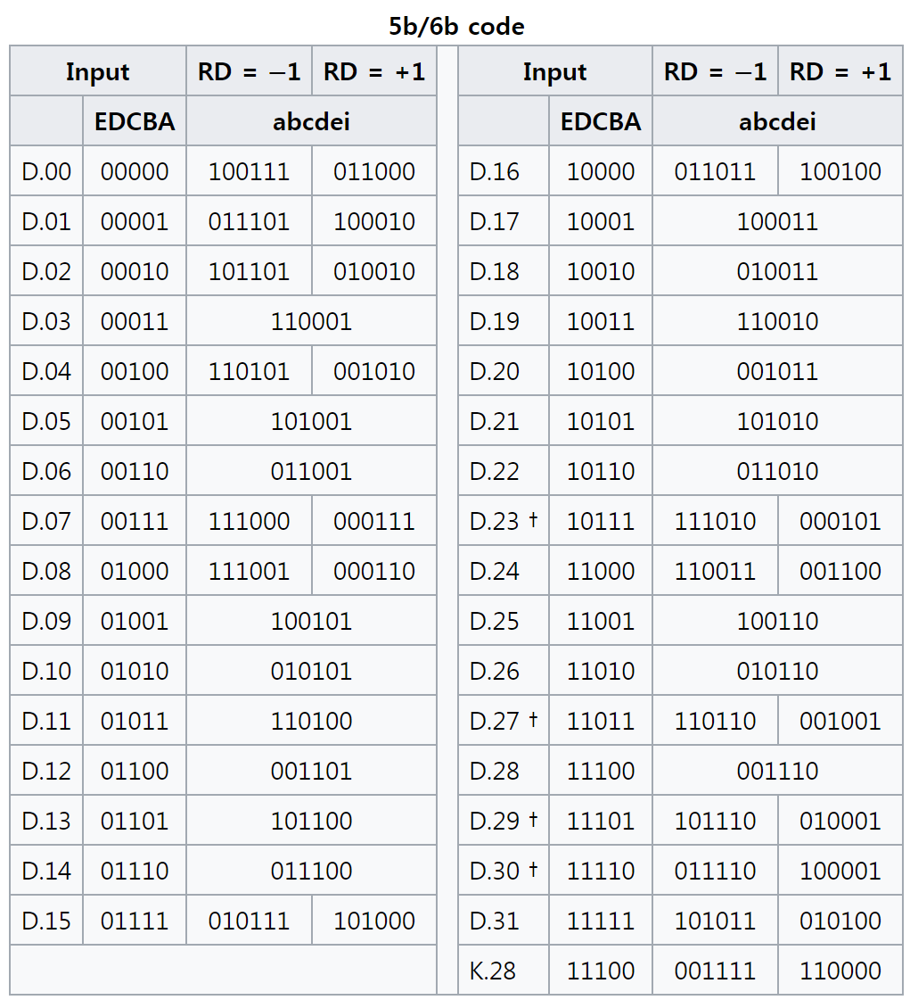 5b/6b code
Input RD = −1 RD = +1 Input RD = −1 RD = +1
EDCBA abcdei EDCBA abcdei
D.00 00000 100111 011000 D.16 10000 011011 100100
D.01 00001 011101 100010 D.17 10001 100011
D.02 00010 101101 010010 D.18 10010 010011
D.03 00011 110001 D.19 10011 110010
D.04 00100 110101 001010 D.20 10100 001011
D.05 00101 101001 D.21 10101 101010
D.06 00110 011001 D.22 10110 011010
D.07 00111 111000 000111 D.23 † 10111 111010 000101
D.08 01000 111001 000110 D.24 11000 110011 001100
D.09 01001 100101 D.25 11001 100110
D.10 01010 010101 D.26 11010 010110
D.11 01011 110100 D.27 † 11011 110110 001001
D.12 01100 001101 D.28 11100 001110
D.13 01101 101100 D.29 † 11101 101110 010001
D.14 01110 011100 D.30 † 11110 011110 100001
D.15 01111 010111 101000 D.31 11111 101011 010100
K.28 11100 001111 110000